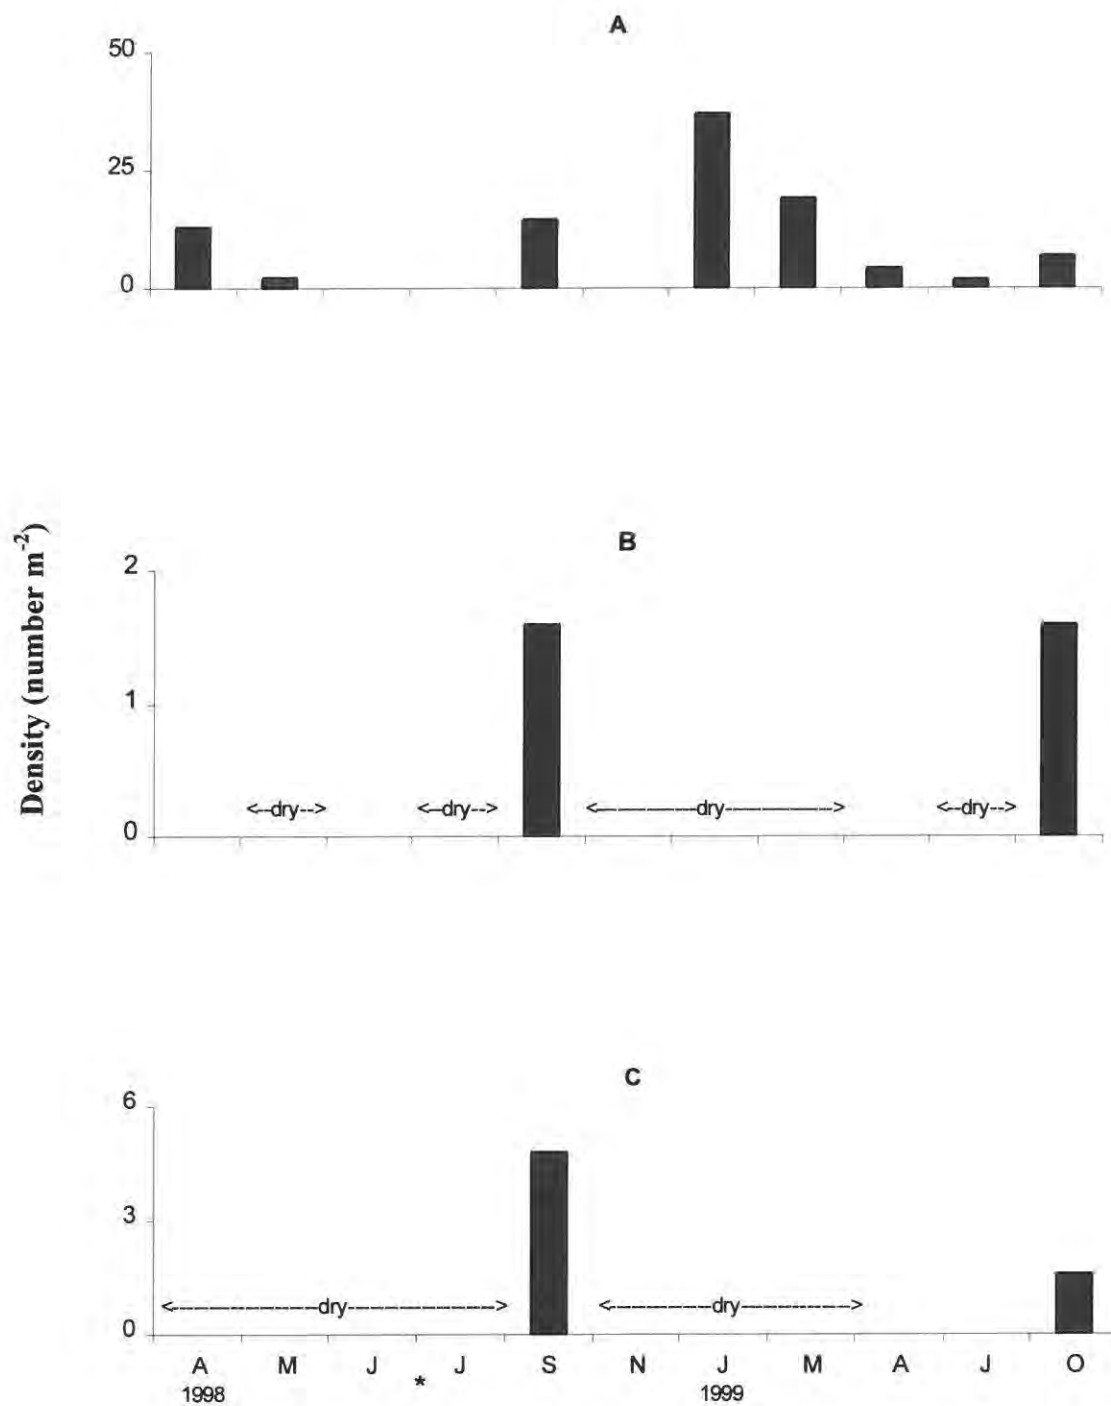 A
50
25
0
Density (number m⁻²)
B
2
1
0
<--dry--> <--dry--> <--------------dry--------------> <--dry-->
C
6
3
0
<-----------------dry-----------------> <--------------dry--------------->
A M J J S N J M A J O
1998 * 1999